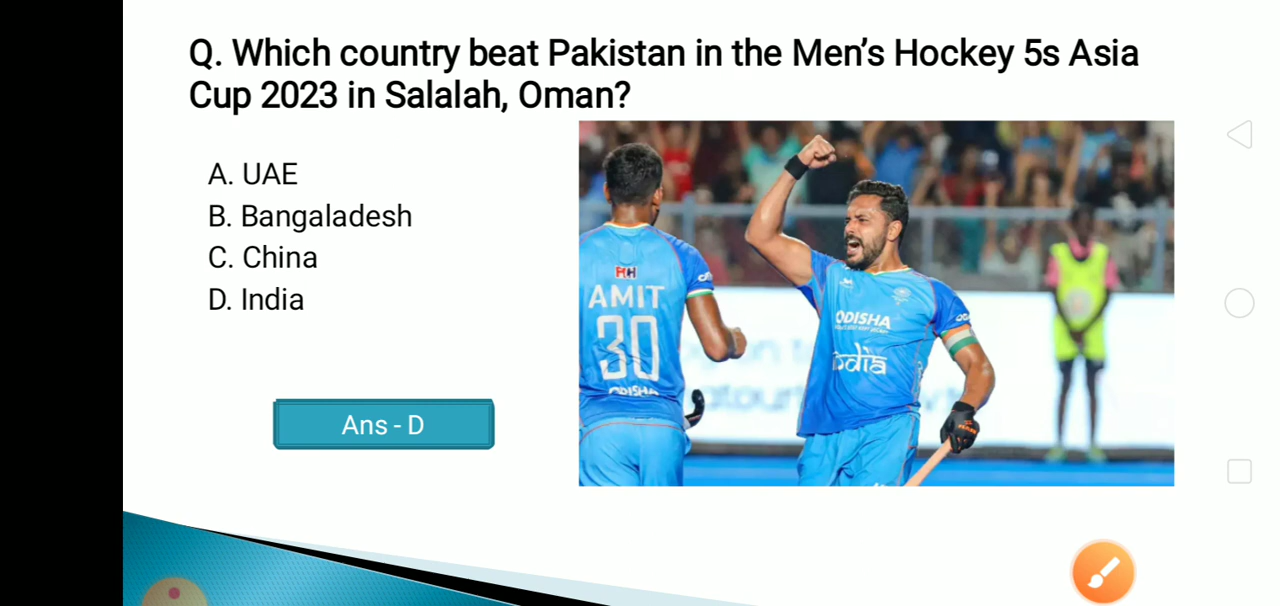 Q. Which country beat Pakistan in the Men’s Hockey 5s Asia
Cup 2023 in Salalah, Oman?
A. UAE
B. Bangaladesh
C. China
D. India
Ans - D
AMIT
30
ODISHA
ODISHA
india